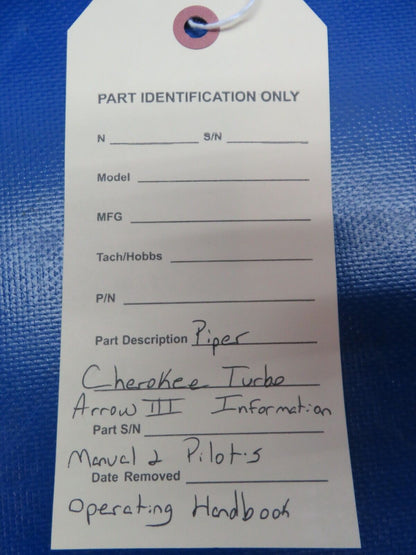 PART IDENTIFICATION ONLY
N S/N
Model
MFG
Tach/Hobbs
P/N
Part Description Piper
Cherokee Turbo
Arrow III Information
Part S/N
Manual & Pilot's
Date Removed
Operating Handbook